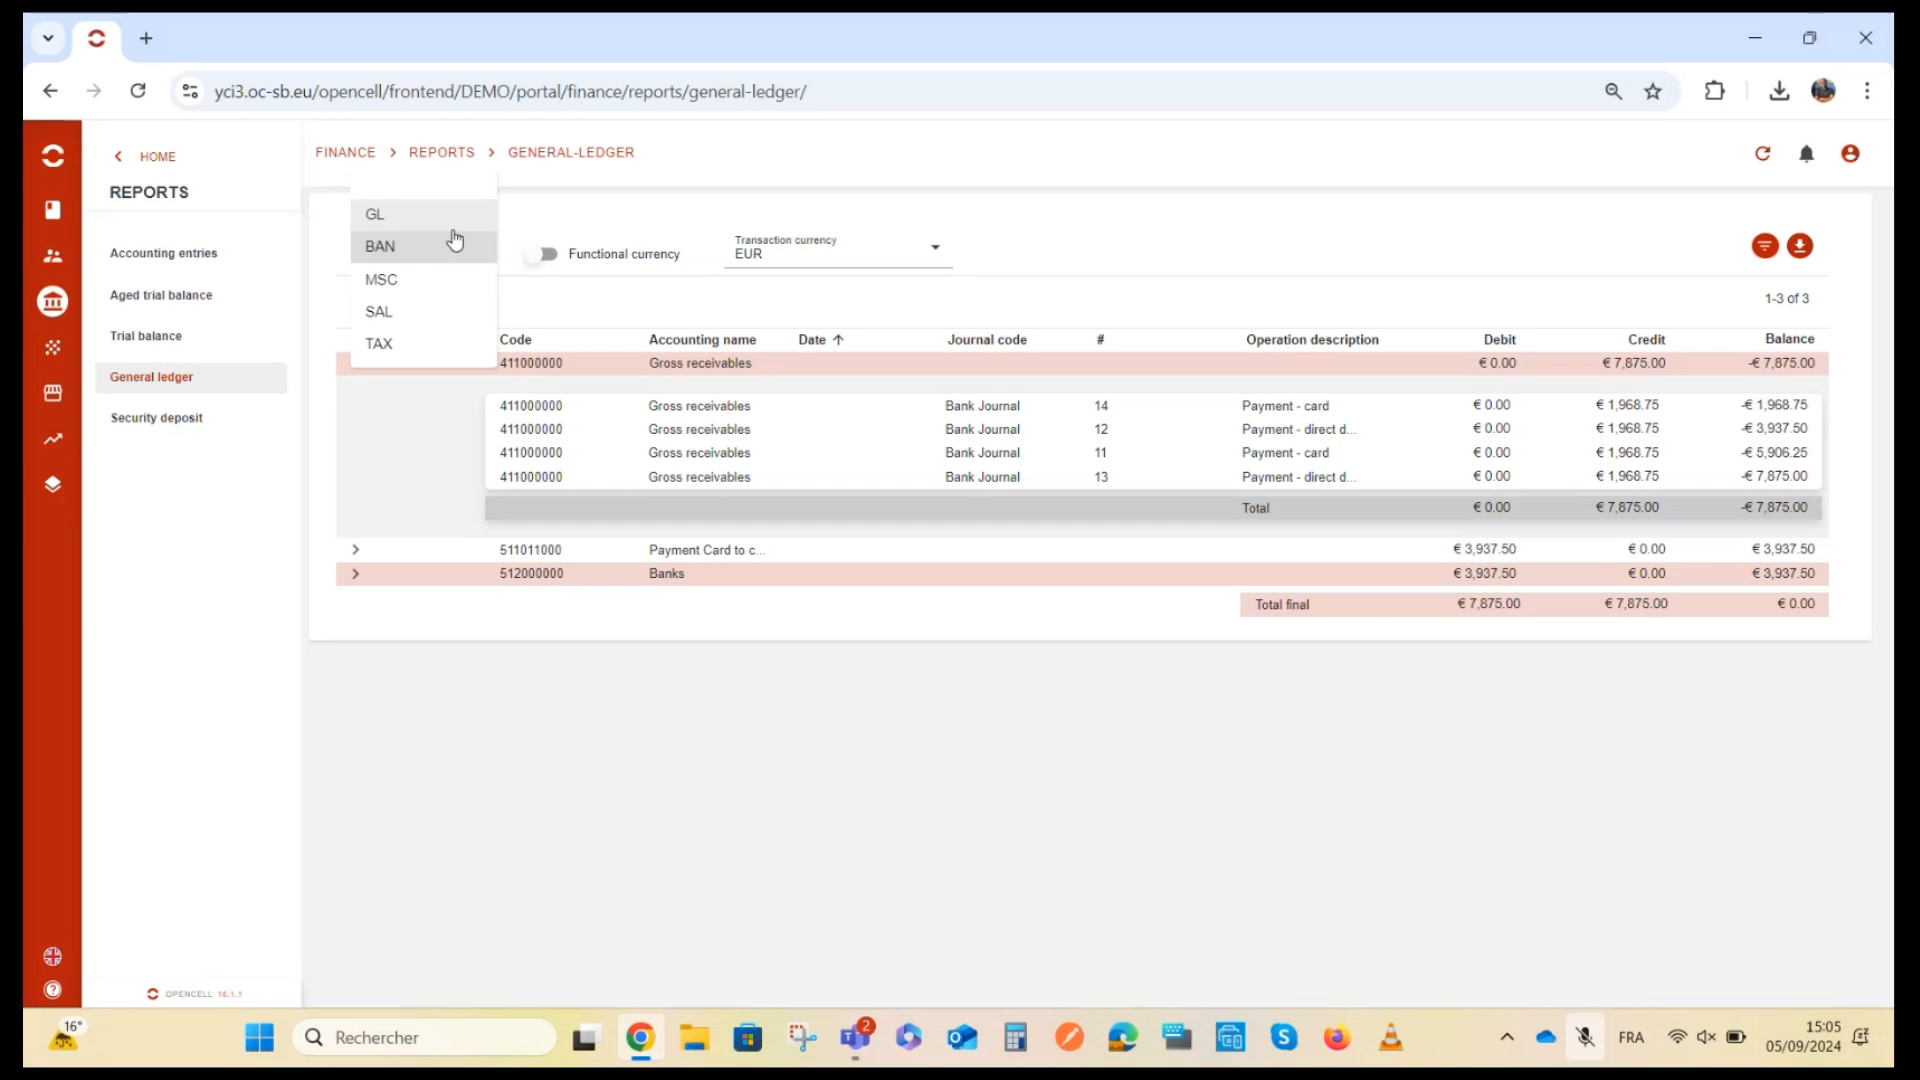 yci3.oc-sb.eu/opencell/frontend/DEMO/portal/finance/reports/general-ledger/
HOME
REPORTS
Accounting entries
Aged trial balance
Trial balance
General ledger
Security deposit
OPENCELL 16.1.1
FINANCE > REPORTS > GENERAL-LEDGER
GL
BAN
MSC
SAL
TAX
Functional currency
Transaction currency
EUR
1-3 of 3
Code Accounting name Date Journal code # Operation description Debit Credit Balance
411000000 Gross receivables € 0.00 € 7,875.00 -€ 7,875.00
411000000 Gross receivables Bank Journal 14 Payment - card € 0.00 € 1,968.75 -€ 1,968.75
411000000 Gross receivables Bank Journal 12 Payment - direct d... € 0.00 € 1,968.75 -€ 3,937.50
411000000 Gross receivables Bank Journal 11 Payment - card € 0.00 € 1,968.75 -€ 5,906.25
411000000 Gross receivables Bank Journal 13 Payment - direct d... € 0.00 € 1,968.75 -€ 7,875.00
Total € 0.00 € 7,875.00 -€ 7,875.00
511011000 Payment Card to c... € 3,937.50 € 0.00 € 3,937.50
512000000 Banks € 3,937.50 € 0.00 € 3,937.50
Total final € 7,875.00 € 7,875.00 € 0.00
16°
Rechercher
2
FRA
15:05
05/09/2024